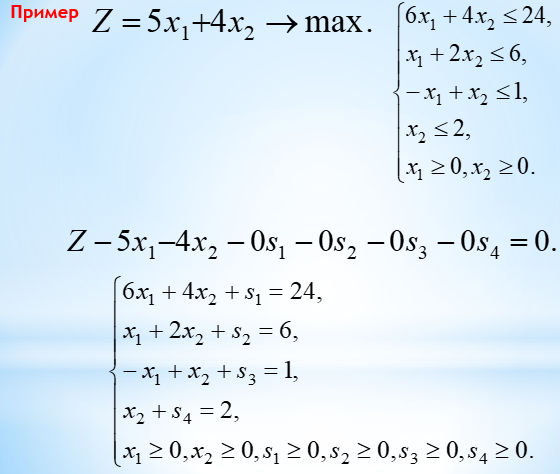 Пример Z = 5x₁+4x₂ → max.
6x₁ + 4x₂ ≤ 24,
x₁ + 2x₂ ≤ 6,
− x₁ + x₂ ≤ 1,
x₂ ≤ 2,
x₁ ≥ 0, x₂ ≥ 0.
Z − 5x₁−4x₂ − 0s₁ − 0s₂ − 0s₃ − 0s₄ = 0.
6x₁ + 4x₂ + s₁ = 24,
x₁ + 2x₂ + s₂ = 6,
− x₁ + x₂ + s₃ = 1,
x₂ + s₄ = 2,
x₁ ≥ 0, x₂ ≥ 0, s₁ ≥ 0, s₂ ≥ 0, s₃ ≥ 0, s₄ ≥ 0.